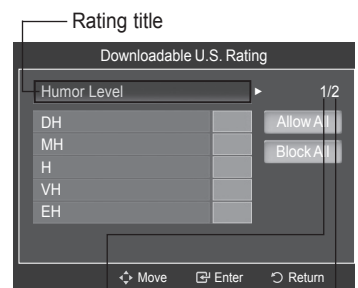 Rating title
Downloadable U.S. Rating
Humor Level ► 1/2
DH
Allow All
MH
Block All
H
VH
EH
Move Enter Return